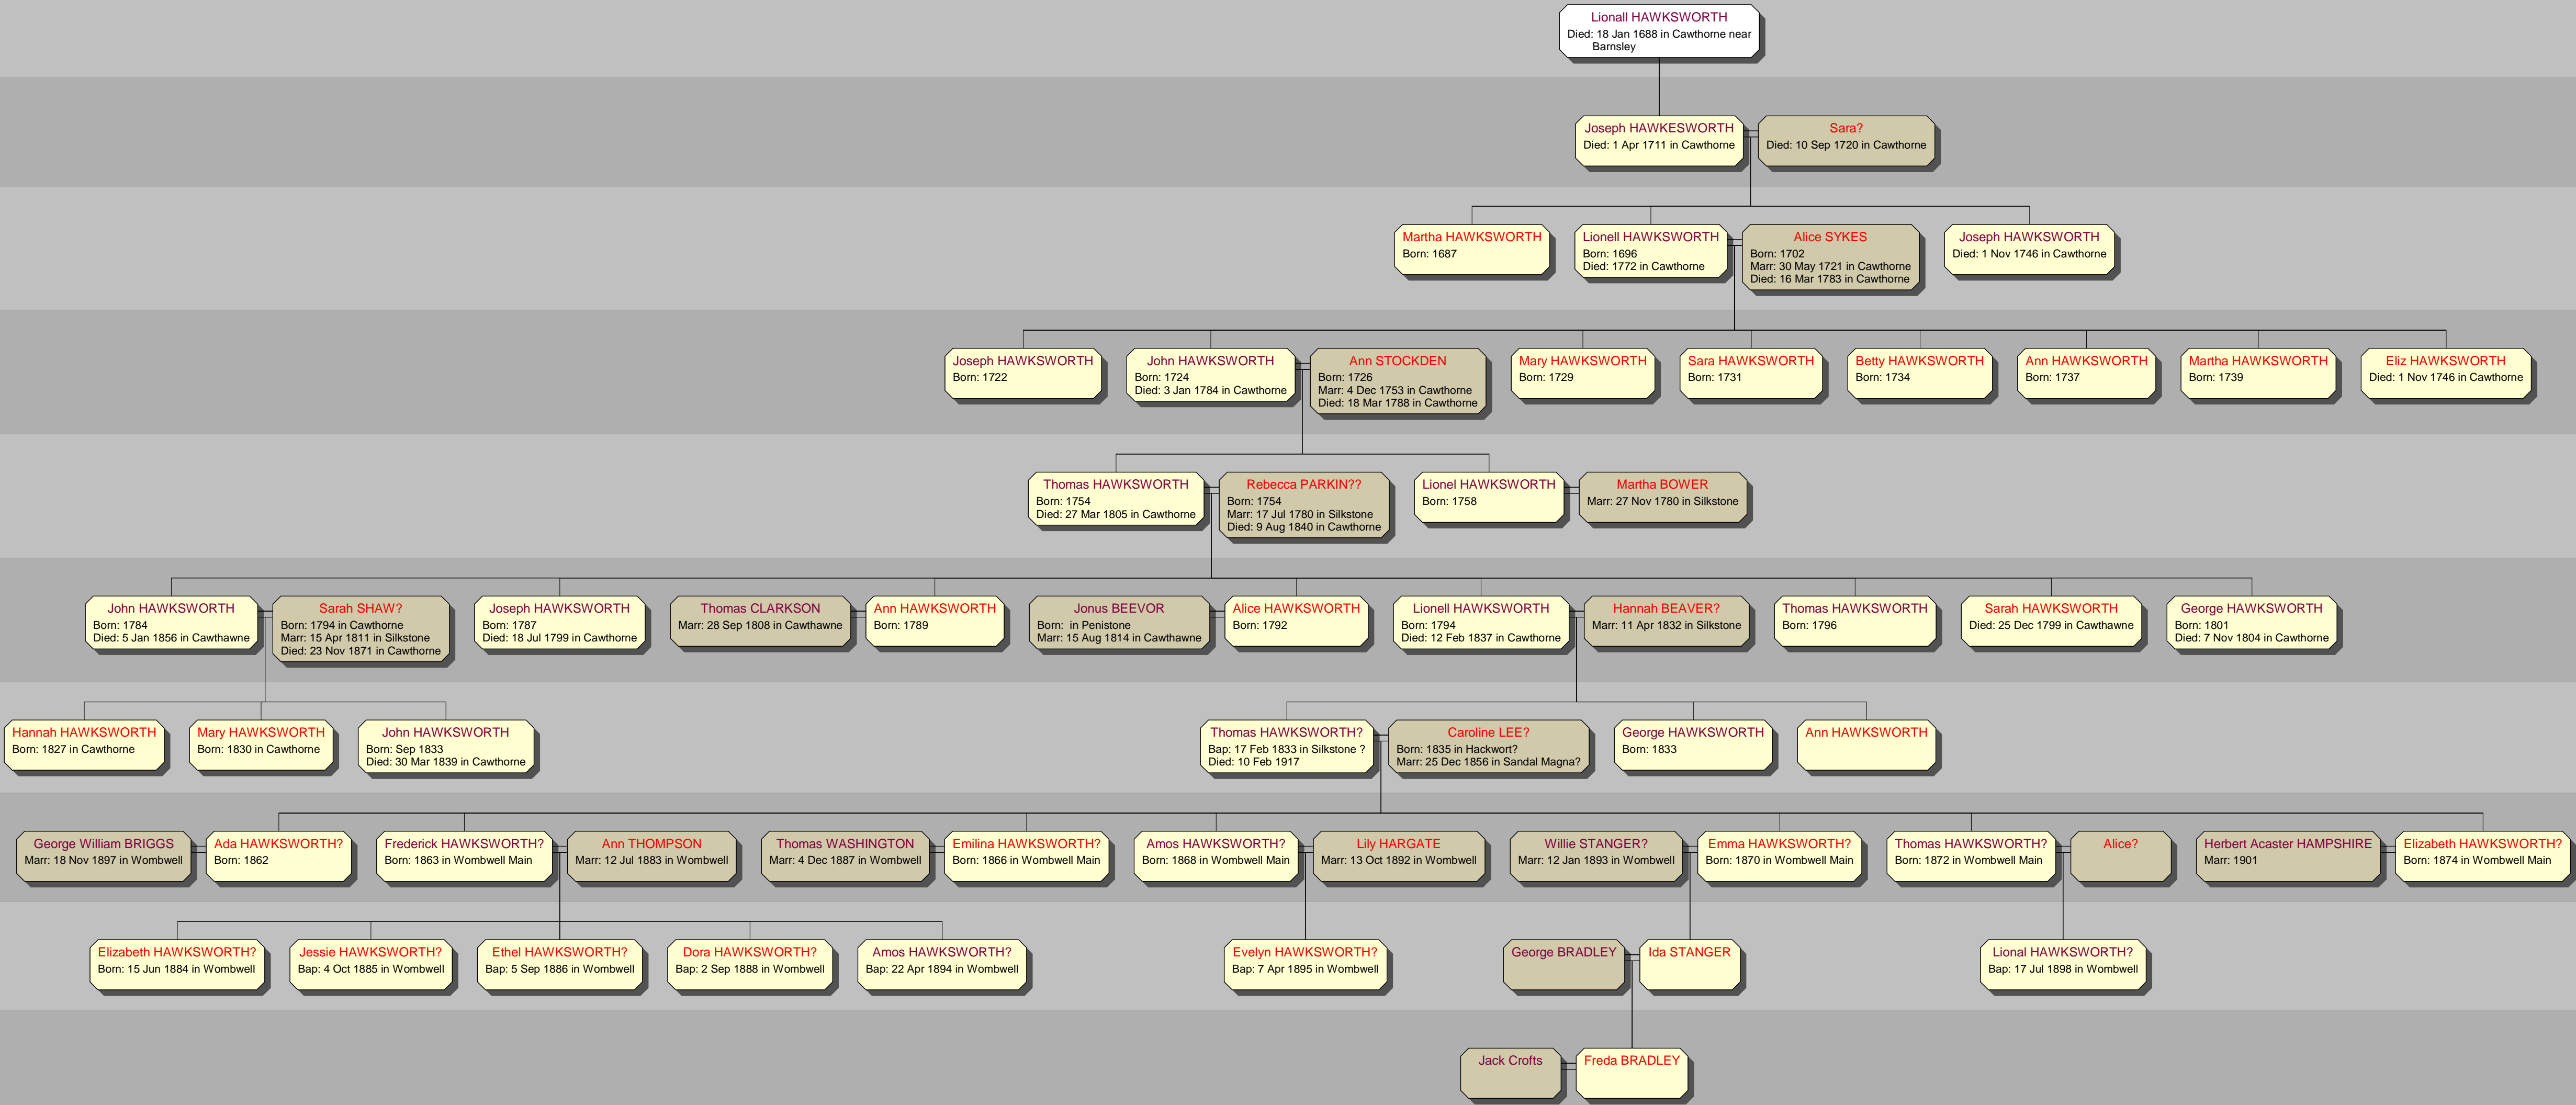 Lionall HAWKSWORTH
Died: 18 Jan 1688 in Cawthorne near
Barnsley
Joseph HAWKESWORTH
Died: 1 Apr 1711 in Cawthorne
Sara?
Died: 10 Sep 1720 in Cawthorne
Martha HAWKSWORTH
Born: 1687
Lionell HAWKSWORTH
Born: 1696
Died: 1772 in Cawthorne
Alice SYKES
Born: 1702
Marr: 30 May 1721 in Cawthorne
Died: 16 Mar 1783 in Cawthorne
Joseph HAWKSWORTH
Died: 1 Nov 1746 in Cawthorne
Joseph HAWKSWORTH
Born: 1722
John HAWKSWORTH
Born: 1724
Died: 3 Jan 1784 in Cawthorne
Ann STOCKDEN
Born: 1726
Marr: 4 Dec 1753 in Cawthorne
Died: 18 Mar 1788 in Cawthorne
Mary HAWKSWORTH
Born: 1729
Sara HAWKSWORTH
Born: 1731
Betty HAWKSWORTH
Born: 1734
Ann HAWKSWORTH
Born: 1737
Martha HAWKSWORTH
Born: 1739
Eliz HAWKSWORTH
Died: 1 Nov 1746 in Cawthorne
Thomas HAWKSWORTH
Born: 1754
Died: 27 Mar 1805 in Cawthorne
Rebecca PARKIN??
Born: 1754
Marr: 17 Jul 1780 in Silkstone
Died: 9 Aug 1840 in Cawthorne
Lionel HAWKSWORTH
Born: 1758
Martha BOWER
Marr: 27 Nov 1780 in Silkstone
John HAWKSWORTH
Born: 1784
Died: 5 Jan 1856 in Cawthawne
Sarah SHAW?
Born: 1794 in Cawthorne
Marr: 15 Apr 1811 in Silkstone
Died: 23 Nov 1871 in Cawthorne
Joseph HAWKSWORTH
Born: 1787
Died: 18 Jul 1799 in Cawthorne
Thomas CLARKSON
Marr: 28 Sep 1808 in Cawthawne
Ann HAWKSWORTH
Born: 1789
Jonus BEEVOR
Born: in Penistone
Marr: 15 Aug 1814 in Cawthawne
Alice HAWKSWORTH
Born: 1792
Lionell HAWKSWORTH
Born: 1794
Died: 12 Feb 1837 in Cawthorne
Hannah BEAVER?
Marr: 11 Apr 1832 in Silkstone
Thomas HAWKSWORTH
Born: 1796
Sarah HAWKSWORTH
Died: 25 Dec 1799 in Cawthawne
George HAWKSWORTH
Born: 1801
Died: 7 Nov 1804 in Cawthorne
Hannah HAWKSWORTH
Born: 1827 in Cawthorne
Mary HAWKSWORTH
Born: 1830 in Cawthorne
John HAWKSWORTH
Born: Sep 1833
Died: 30 Mar 1839 in Cawthorne
Thomas HAWKSWORTH?
Bap: 17 Feb 1833 in Silkstone ?
Died: 10 Feb 1917
Caroline LEE?
Born: 1835 in Hackwort?
Marr: 25 Dec 1856 in Sandal Magna?
George HAWKSWORTH
Born: 1833
Ann HAWKSWORTH
George William BRIGGS
Marr: 18 Nov 1897 in Wombwell
Ada HAWKSWORTH?
Born: 1862
Frederick HAWKSWORTH?
Born: 1863 in Wombwell Main
Ann THOMPSON
Marr: 12 Jul 1883 in Wombwell
Thomas WASHINGTON
Marr: 4 Dec 1887 in Wombwell
Emilina HAWKSWORTH?
Born: 1866 in Wombwell Main
Amos HAWKSWORTH?
Born: 1868 in Wombwell Main
Lily HARGATE
Marr: 13 Oct 1892 in Wombwell
Willie STANGER?
Marr: 12 Jan 1893 in Wombwell
Emma HAWKSWORTH?
Born: 1870 in Wombwell Main
Thomas HAWKSWORTH?
Born: 1872 in Wombwell Main
Alice?
Herbert Acaster HAMPSHIRE
Marr: 1901
Elizabeth HAWKSWORTH?
Born: 1874 in Wombwell Main
Elizabeth HAWKSWORTH?
Born: 15 Jun 1884 in Wombwell
Jessie HAWKSWORTH?
Bap: 4 Oct 1885 in Wombwell
Ethel HAWKSWORTH?
Bap: 5 Sep 1886 in Wombwell
Dora HAWKSWORTH?
Bap: 2 Sep 1888 in Wombwell
Amos HAWKSWORTH?
Bap: 22 Apr 1894 in Wombwell
Evelyn HAWKSWORTH?
Bap: 7 Apr 1895 in Wombwell
George BRADLEY
Ida STANGER
Lional HAWKSWORTH?
Bap: 17 Jul 1898 in Wombwell
Jack Crofts
Freda BRADLEY